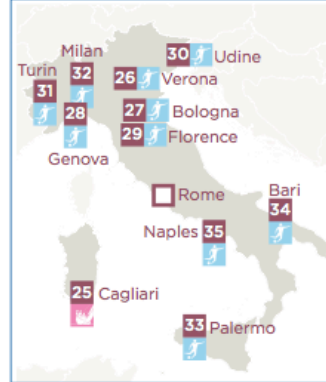 30 Udine
Milan
32
Turin
31
26 Verona
28
27 Bologna
29 Florence
Genova
Rome
Bari
34
Naples 35
25 Cagliari
33 Palermo